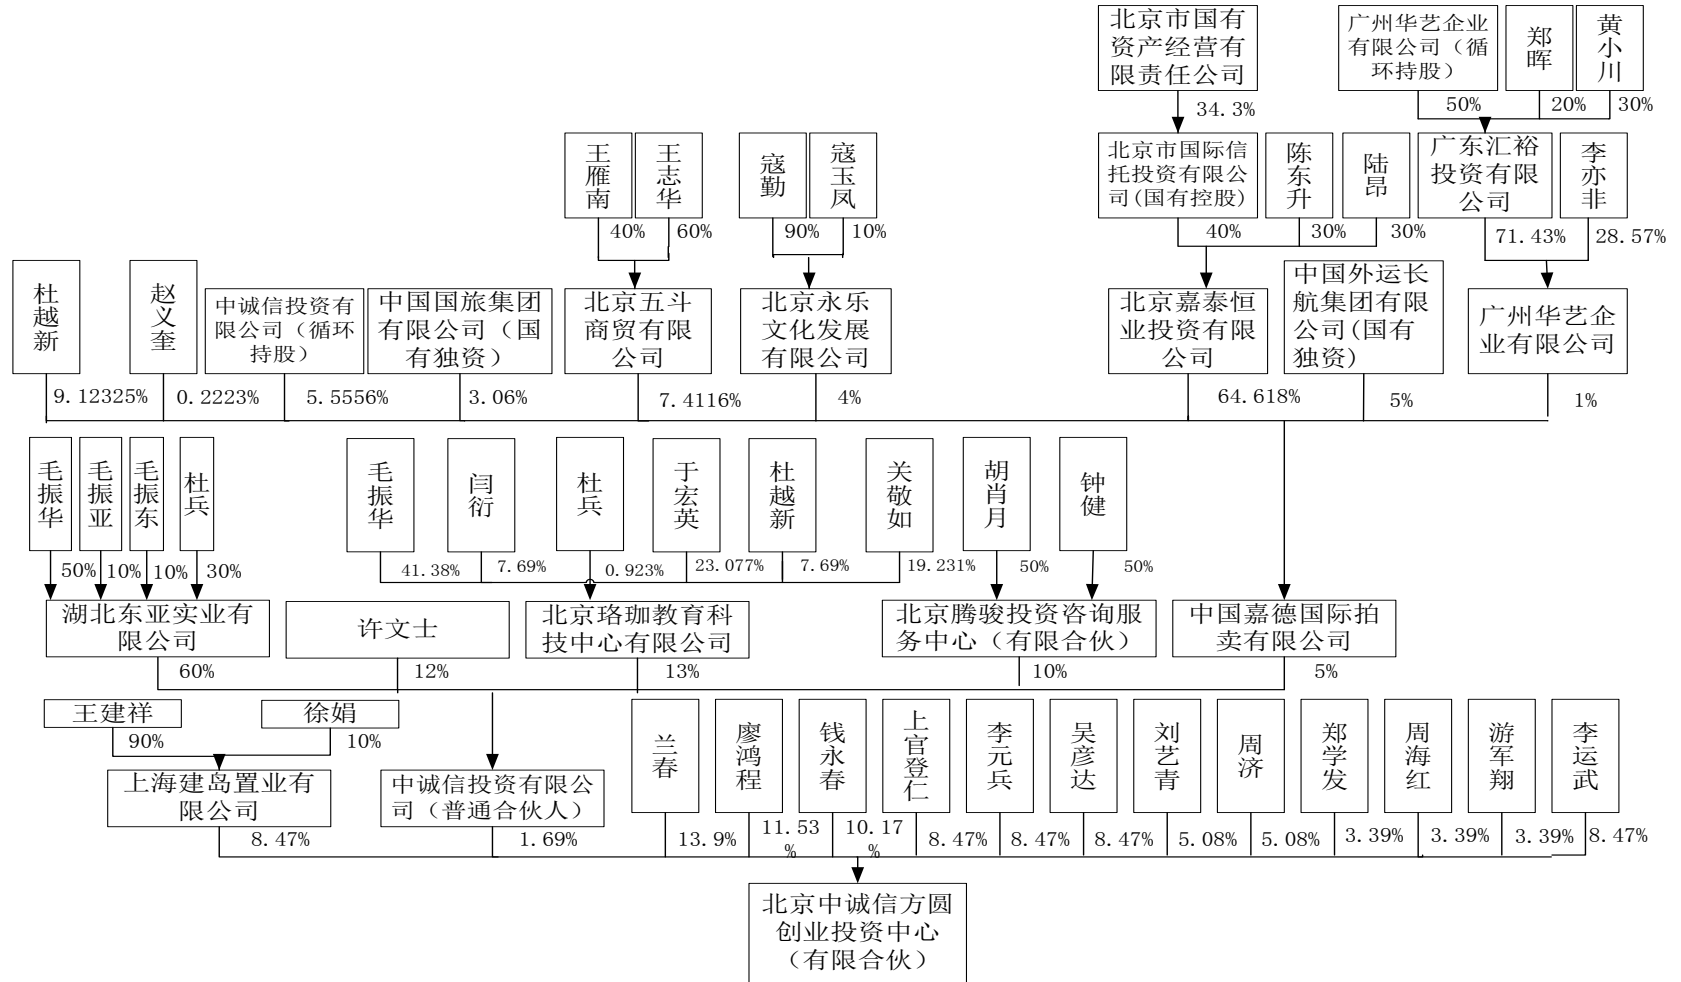 北京市国有
资产经营有
限责任公司
广州华艺企业
有限公司（循
环持股）
郑晖
黄小川
34.3%
50%
20%
30%
王雁南
王志华
寇勤
寇玉凤
北京市国际信
托投资有限公
司(国有控股)
陈东升
陆昂
广东汇裕
投资有限
公司
李亦非
40%
60%
90%
10%
40%
30%
30%
71.43%
28.57%
杜越新
赵义奎
中诚信投资有
限公司（循环
持股）
中国国旅集团
有限公司（国
有独资）
北京五斗
商贸有限
公司
北京永乐
文化发展
有限公司
北京嘉泰恒
业投资有限
公司
中国外运长
航集团有限
公司(国有
独资)
广州华艺企
业有限公司
9.12325%
0.2223%
5.5556%
3.06%
7.4116%
4%
64.618%
5%
1%
毛振华
毛振亚
毛振东
杜兵
毛振华
闫衍
杜兵
于宏英
杜越新
关敬如
胡肖月
钟健
50%
10%
10%
30%
41.38%
7.69%
0.923%
23.077%
7.69%
19.231%
50%
50%
湖北东亚实业有
限公司
许文士
北京珞珈教育科
技中心有限公司
北京腾骏投资咨询服
务中心（有限合伙）
中国嘉德国际拍
卖有限公司
60%
12%
13%
10%
5%
王建祥
徐娟
90%
10%
兰春
廖鸿程
钱永春
上官登仁
李元兵
吴彦达
刘艺青
周济
郑学发
周海红
游军翔
李运武
上海建岛置业有
限公司
中诚信投资有限公
司（普通合伙人）
8.47%
1.69%
13.9%
11.53
%
10.17
%
8.47%
8.47%
8.47%
5.08%
5.08%
3.39%
3.39%
3.39%
8.47%
北京中诚信方圆
创业投资中心
（有限合伙）